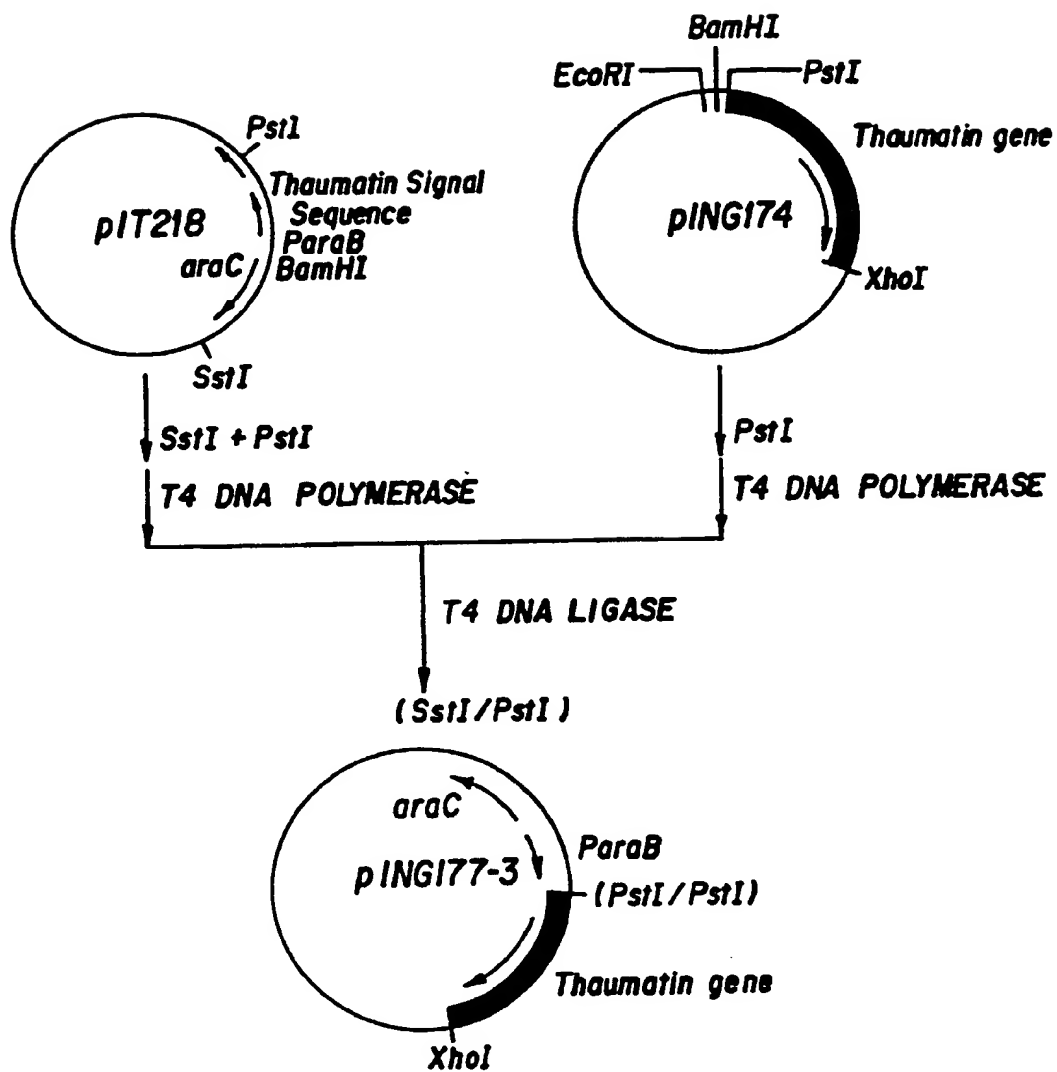 BamHI
EcoRI
PstI
Thaumatin gene
pING174
XhoI
PstI
Thaumatin Signal
Sequence
ParaB
BamHI
pIT218
araC
SstI
SstI + PstI
T4 DNA POLYMERASE
PstI
T4 DNA POLYMERASE
T4 DNA LIGASE
(SstI/PstI)
araC
ParaB
pING177-3
(PstI/PstI)
Thaumatin gene
XhoI